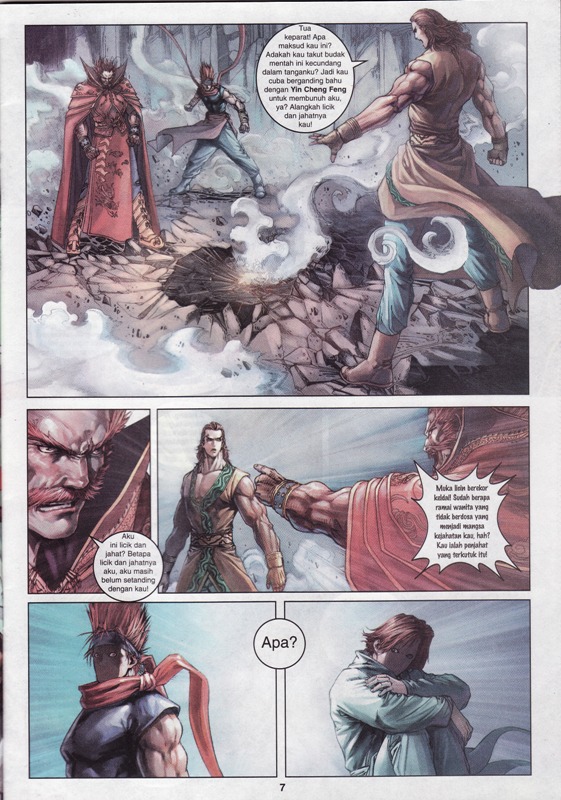 Tua
keparat! Apa
maksud kau ini?
Adakah kau takut budak
mentah ini kecundang
dalam tanganku? Jadi kau
cuba berganding bahu
dengan Yin Cheng Feng
untuk membunuh aku,
ya? Alangkah licik
dan jahatnya
kau!
Aku
ini licik dan
jahat? Betapa
licik dan jahatnya
aku, aku masih
belum setanding
dengan kau!
Muka licin berekor
keldai! Sudah berapa
ramai wanita yang
tidak berdosa yang
menjadi mangsa
kejahatan kau, hah?
Kau ialah penjahat
yang terkutuk itu!
Apa?
7